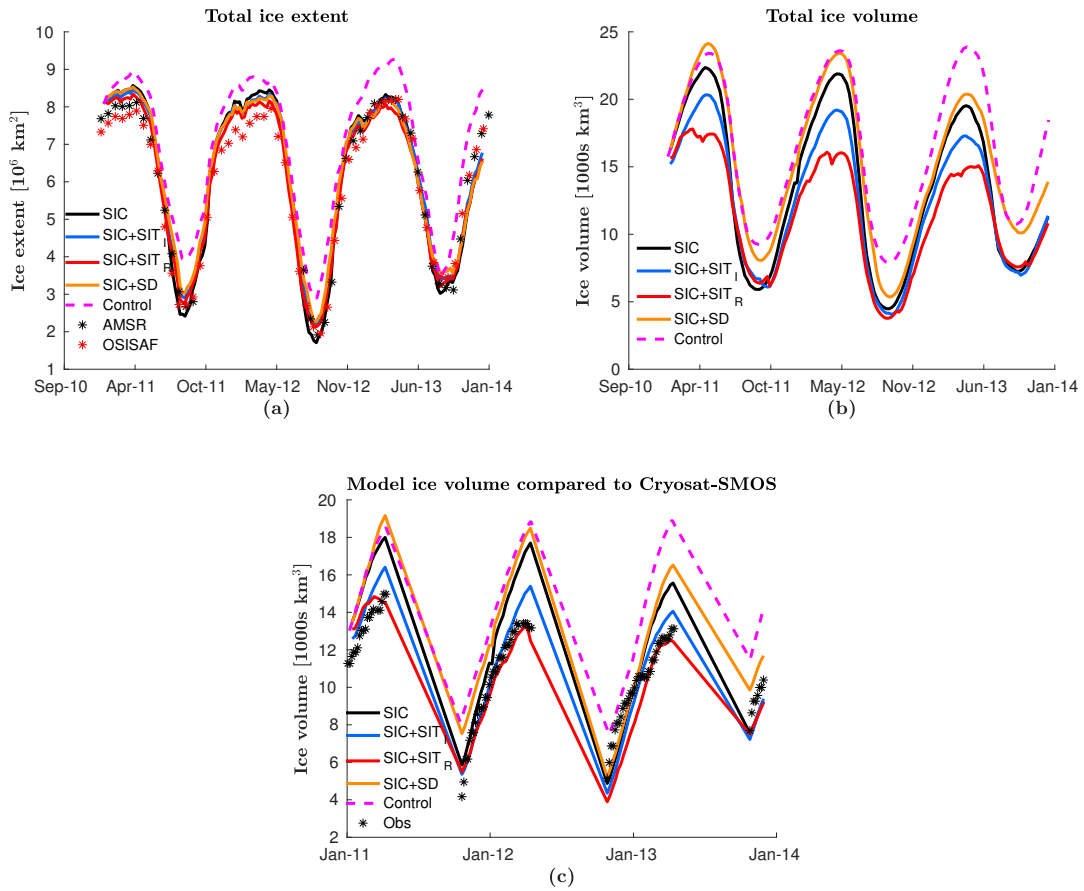 Total ice extent
Ice extent [10⁶ km²]
10
9
8
7
6
5
4
3
2
1
SIC
SIC+SIT_I
SIC+SIT_R
SIC+SD
Control
AMSR
OSISAF
Sep-10 Apr-11 Oct-11 May-12 Nov-12 Jun-13 Jan-14
(a)
Total ice volume
Ice volume [1000s km³]
25
20
15
10
5
0
SIC
SIC+SIT_I
SIC+SIT_R
SIC+SD
Control
Sep-10 Apr-11 Oct-11 May-12 Nov-12 Jun-13 Jan-14
(b)
Model ice volume compared to Cryosat-SMOS
Ice volume [1000s km³]
20
18
16
14
12
10
8
6
4
2
SIC
SIC+SIT_I
SIC+SIT_R
SIC+SD
Control
Obs
Jan-11 Jan-12 Jan-13 Jan-14
(c)